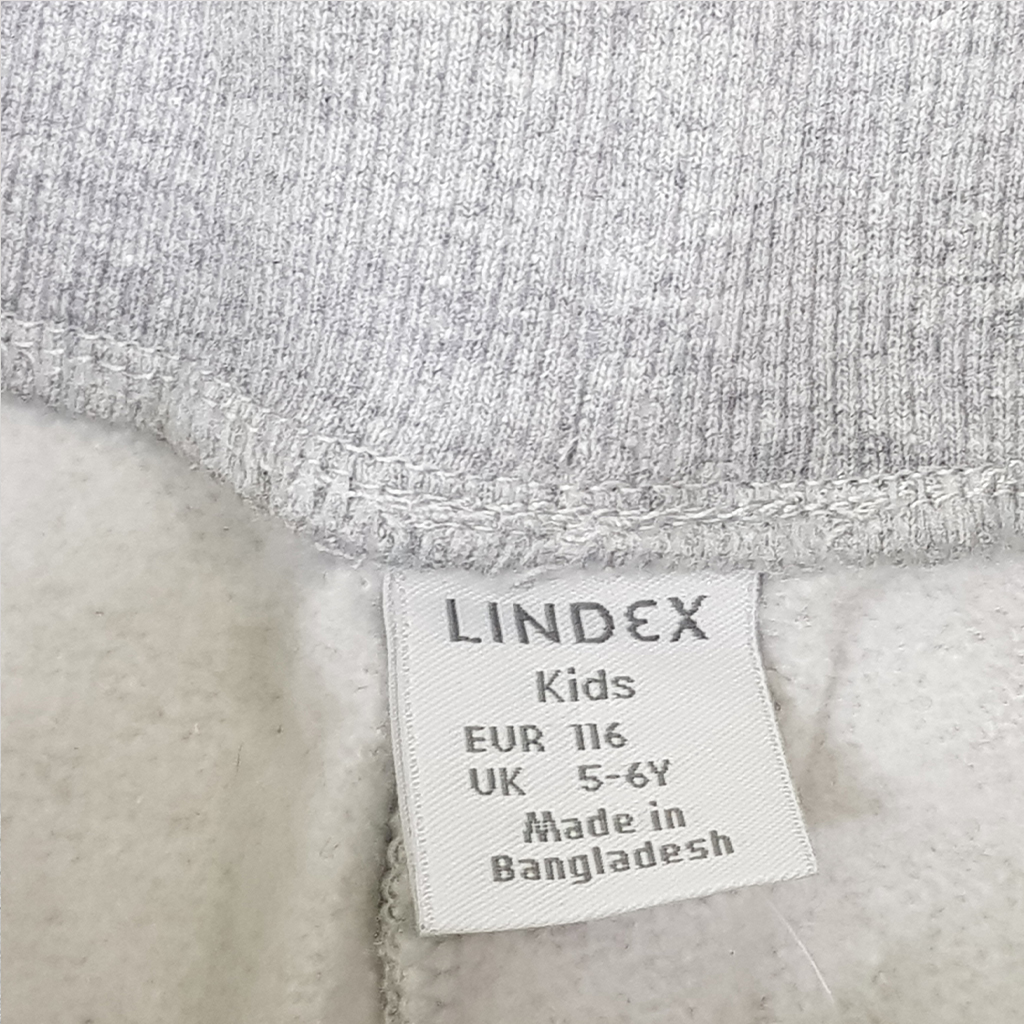 LINDEX
Kids
EUR 116
UK 5-6Y
Made in
Bangladesh